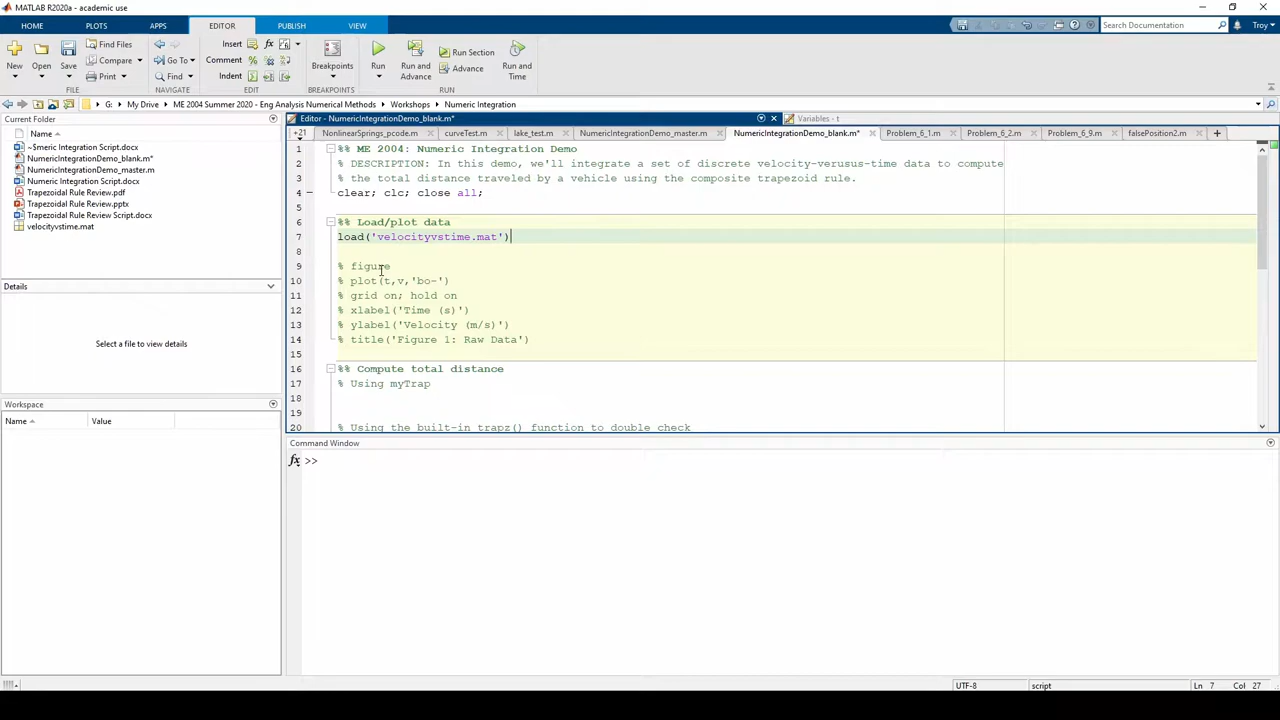 MATLAB R2020a - academic use
HOME PLOTS APPS EDITOR PUBLISH VIEW
Search Documentation Troy
New Open Save Find Files Compare Print
FILE
Go To Find
NAVIGATE
Insert fx
Comment
Indent
EDIT
Breakpoints
BREAKPOINTS
Run Run and Advance Run Section Advance Run and Time
RUN
G: My Drive ME 2004 Summer 2020 - Eng Analysis Numerical Methods Workshops Numeric Integration
Current Folder
Name
~$meric Integration Script.docx
NumericIntegrationDemo_blank.m*
NumericIntegrationDemo_master.m
Numeric Integration Script.docx
Trapezoidal Rule Review.pdf
Trapezoidal Rule Review.pptx
Trapezoidal Rule Review Script.docx
velocityvstime.mat
Details
Select a file to view details
Workspace
Name Value
Editor - NumericIntegrationDemo_blank.m* Variables - t
+21 NonlinearSprings_pcode.m curveTest.m lake_test.m NumericIntegrationDemo_master.m NumericIntegrationDemo_blank.m* Problem_6_1.m Problem_6_2.m Problem_6_9.m falsePosition2.m +
1 %% ME 2004: Numeric Integration Demo
2 % DESCRIPTION: In this demo, we'll integrate a set of discrete velocity-verusus-time data to compute
3 % the total distance traveled by a vehicle using the composite trapezoid rule.
4 – clear; clc; close all;
5
6 %% Load/plot data
7 load('velocityvstime.mat')
8
9 % figure
10 % plot(t,v,'bo-')
11 % grid on; hold on
12 % xlabel('Time (s)')
13 % ylabel('Velocity (m/s)')
14 % title('Figure 1: Raw Data')
15
16 %% Compute total distance
17 % Using myTrap
18
19
20 % Using the built-in trapz() function to double check
Command Window
fx >>
UTF-8 script Ln 7 Col 27